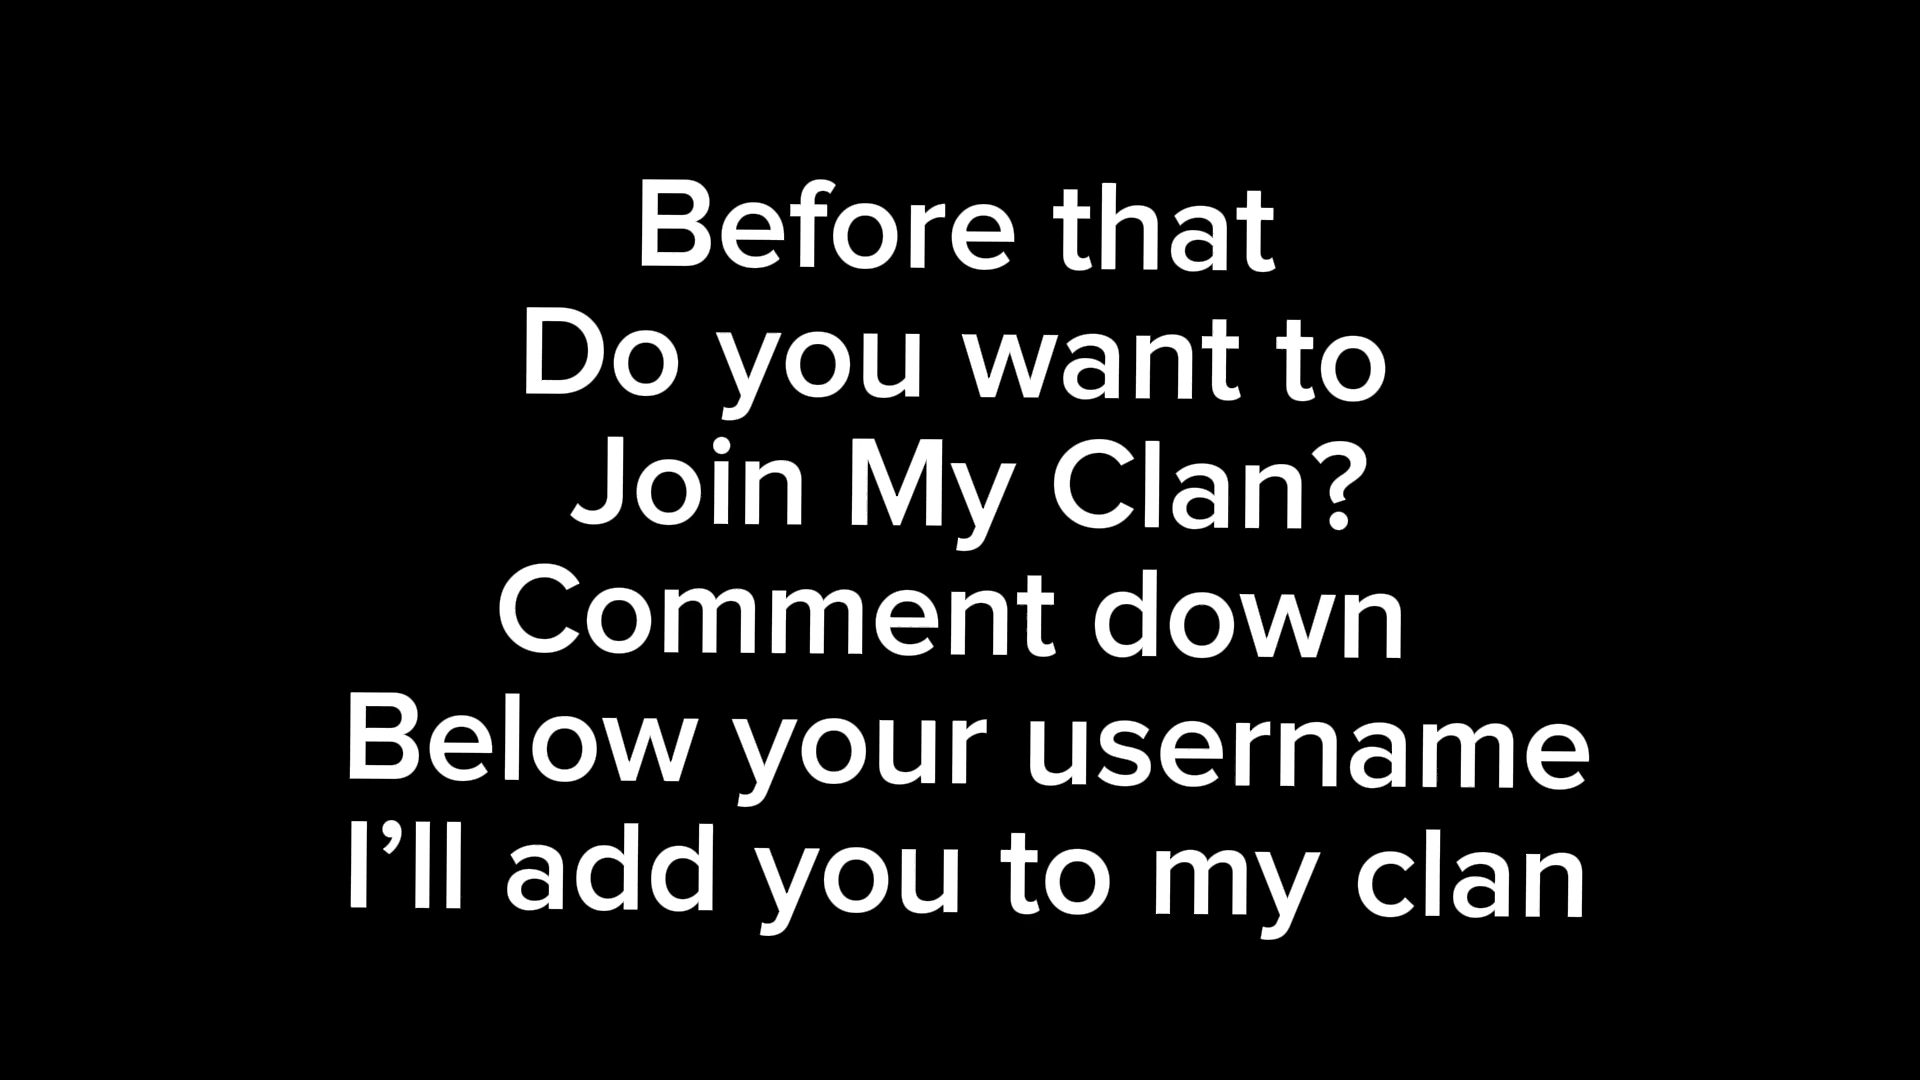 Before that
Do you want to
Join My Clan?
Comment down
Below your username
I’ll add you to my clan